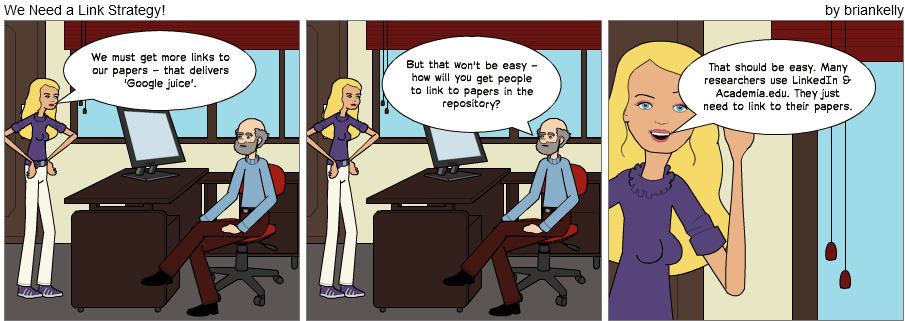 We Need a Link Strategy!
by briankelly
We must get more links to
our papers – that delivers
'Google juice'.
But that won't be easy –
how will you get people
to link to papers in the
repository?
That should be easy. Many
researchers use LinkedIn &
Academia.edu. They just
need to link to their papers.